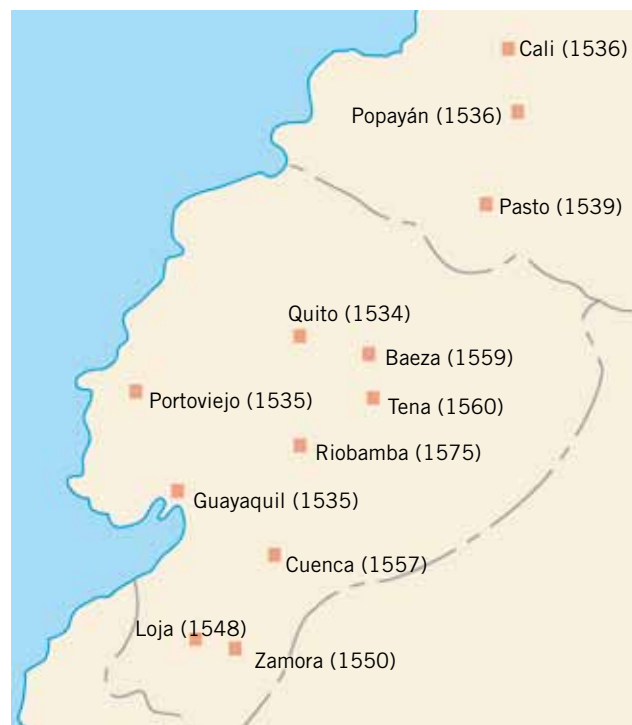 Cali (1536)
Popayán (1536)
Pasto (1539)
Quito (1534)
Baeza (1559)
Portoviejo (1535)
Tena (1560)
Riobamba (1575)
Guayaquil (1535)
Cuenca (1557)
Loja (1548)
Zamora (1550)